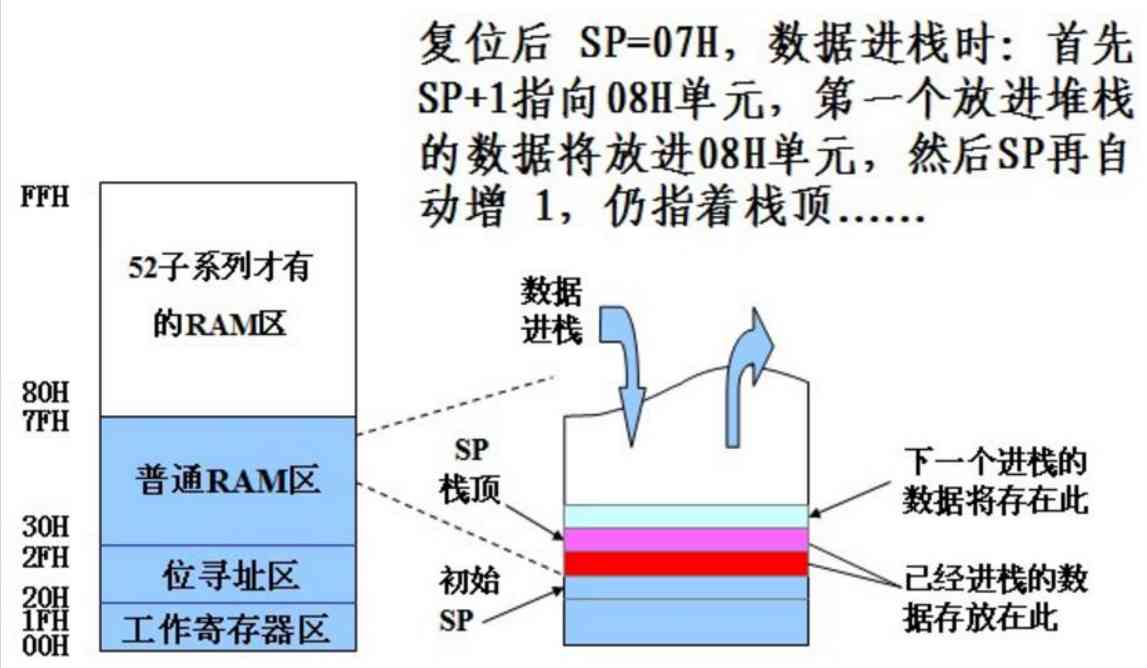 复位后 SP=07H，数据进栈时：首先
SP+1指向08H单元，第一个放进堆栈
的数据将放进08H单元，然后SP再自
动增 1，仍指着栈顶……
FFH
52子系列才有
的RAM区
80H
7FH
普通RAM区
30H
2FH
位寻址区
20H
1FH
工作寄存器区
00H
数据
进栈
SP
栈顶
初始
SP
下一个进栈的
数据将存在此
已经进栈的数
据存放在此